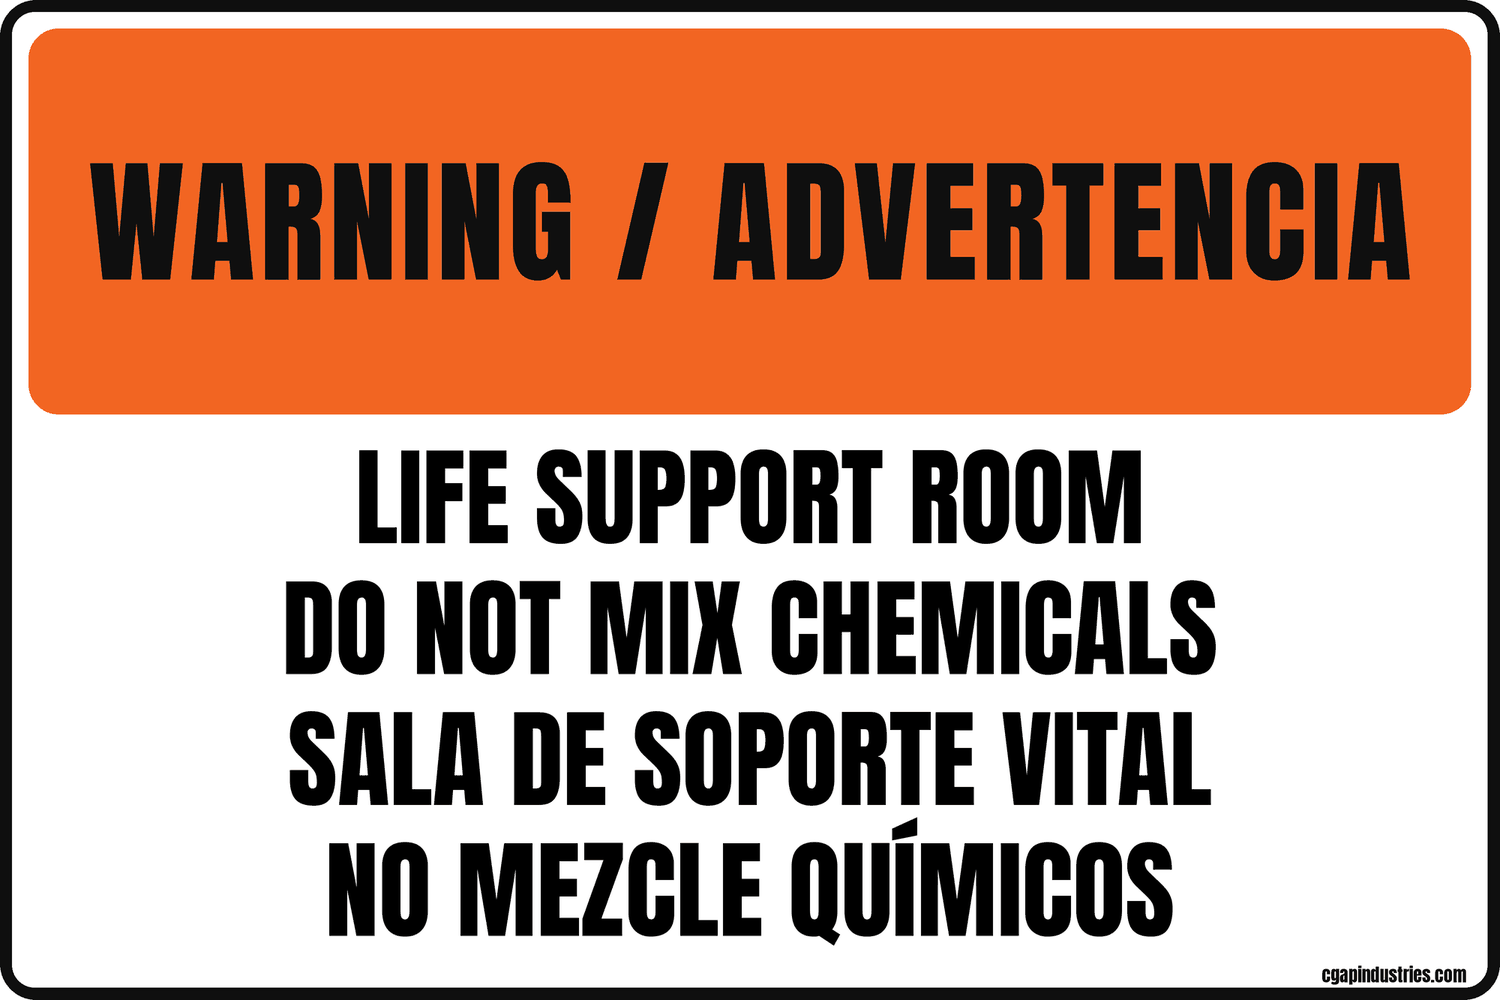 WARNING / ADVERTENCIA
LIFE SUPPORT ROOM
DO NOT MIX CHEMICALS
SALA DE SOPORTE VITAL
NO MEZCLE QUÍMICOS
cgapindustries.com